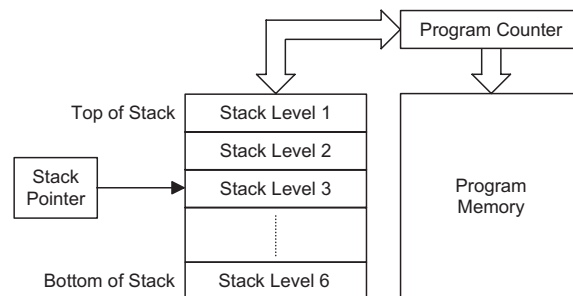 Program Counter
Top of Stack
Stack Level 1
Stack Level 2
Stack
Pointer
Stack Level 3
Program
Memory
Bottom of Stack
Stack Level 6